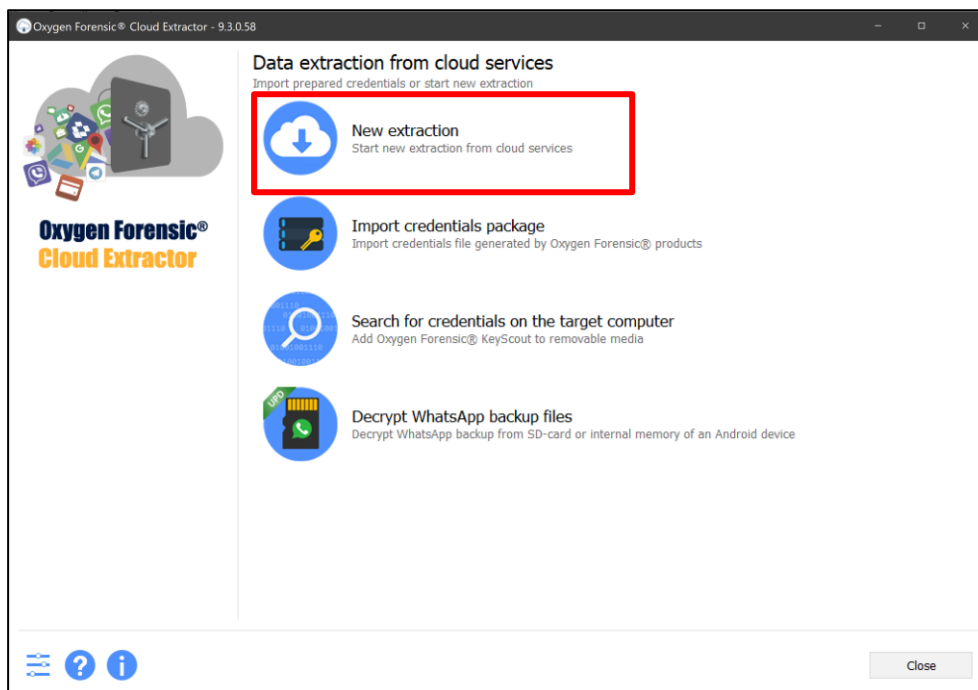 Oxygen Forensic® Cloud Extractor - 9.3.0.58
Data extraction from cloud services
Import prepared credentials or start new extraction
New extraction
Start new extraction from cloud services
Import credentials package
Import credentials file generated by Oxygen Forensic® products
Oxygen Forensic®
Cloud Extractor
Search for credentials on the target computer
Add Oxygen Forensic® KeyScout to removable media
UPD
Decrypt WhatsApp backup files
Decrypt WhatsApp backup from SD-card or internal memory of an Android device
Close